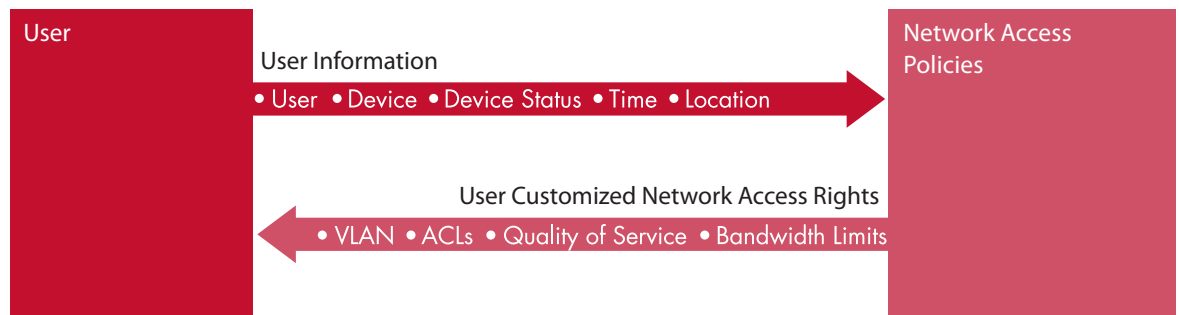 User
Network Access
Policies
User Information
• User • Device • Device Status • Time • Location
User Customized Network Access Rights
• VLAN • ACLs • Quality of Service • Bandwidth Limits